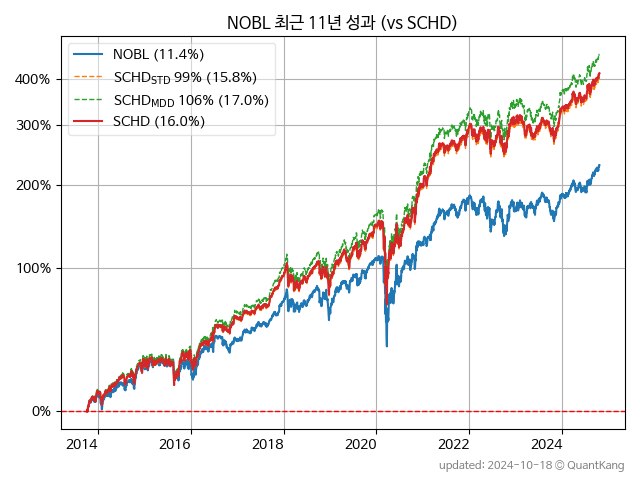 NOBL 최근 11년 성과 (vs SCHD)
NOBL (11.4%)
SCHD_STD 99% (15.8%)
SCHD_MDD 106% (17.0%)
SCHD (16.0%)
400%
300%
200%
100%
0%
2014 2016 2018 2020 2022 2024
updated: 2024-10-18 © QuantKang